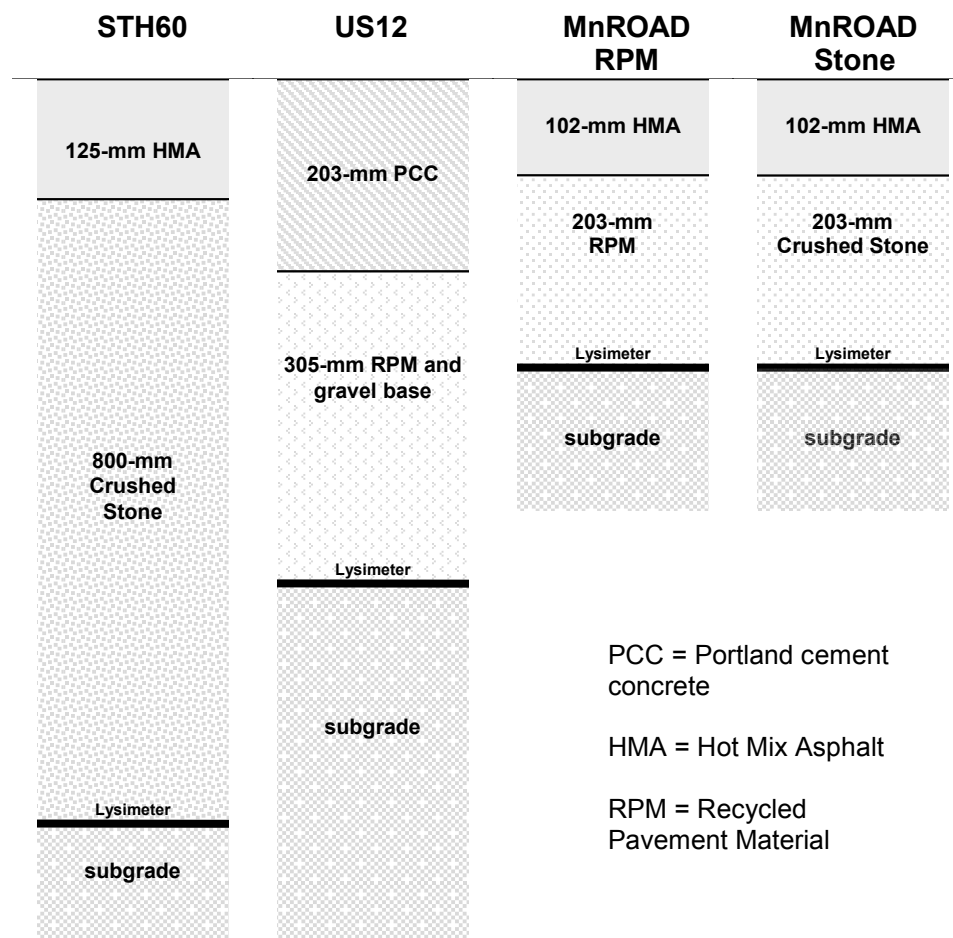 STH60
US12
MnROAD
RPM
MnROAD
Stone
125-mm HMA
800-mm
Crushed
Stone
Lysimeter
subgrade
203-mm PCC
305-mm RPM and
gravel base
Lysimeter
subgrade
102-mm HMA
203-mm
RPM
Lysimeter
subgrade
102-mm HMA
203-mm
Crushed Stone
Lysimeter
subgrade
PCC = Portland cement
concrete
HMA = Hot Mix Asphalt
RPM = Recycled
Pavement Material